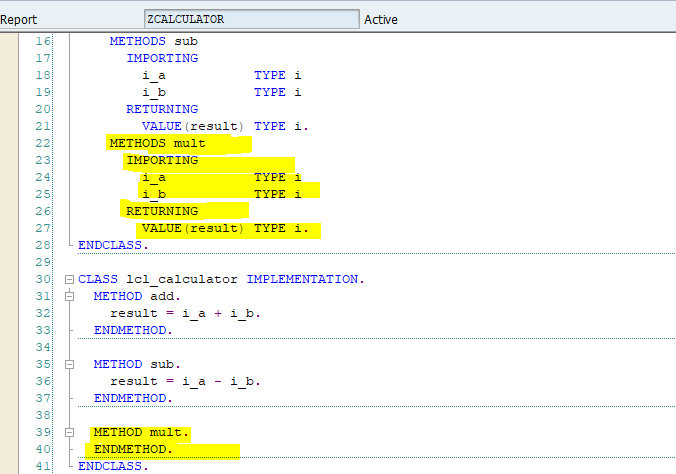 Report ZCALCULATOR Active
16 METHODS sub
17 IMPORTING
18 i_a TYPE i
19 i_b TYPE i
20 RETURNING
21 VALUE(result) TYPE i.
22 METHODS mult
23 IMPORTING
24 i_a TYPE i
25 i_b TYPE i
26 RETURNING
27 VALUE(result) TYPE i.
28 ENDCLASS.
29
30 CLASS lcl_calculator IMPLEMENTATION.
31 METHOD add.
32 result = i_a + i_b.
33 ENDMETHOD.
34
35 METHOD sub.
36 result = i_a - i_b.
37 ENDMETHOD.
38
39 METHOD mult.
40 ENDMETHOD.
41 ENDCLASS.